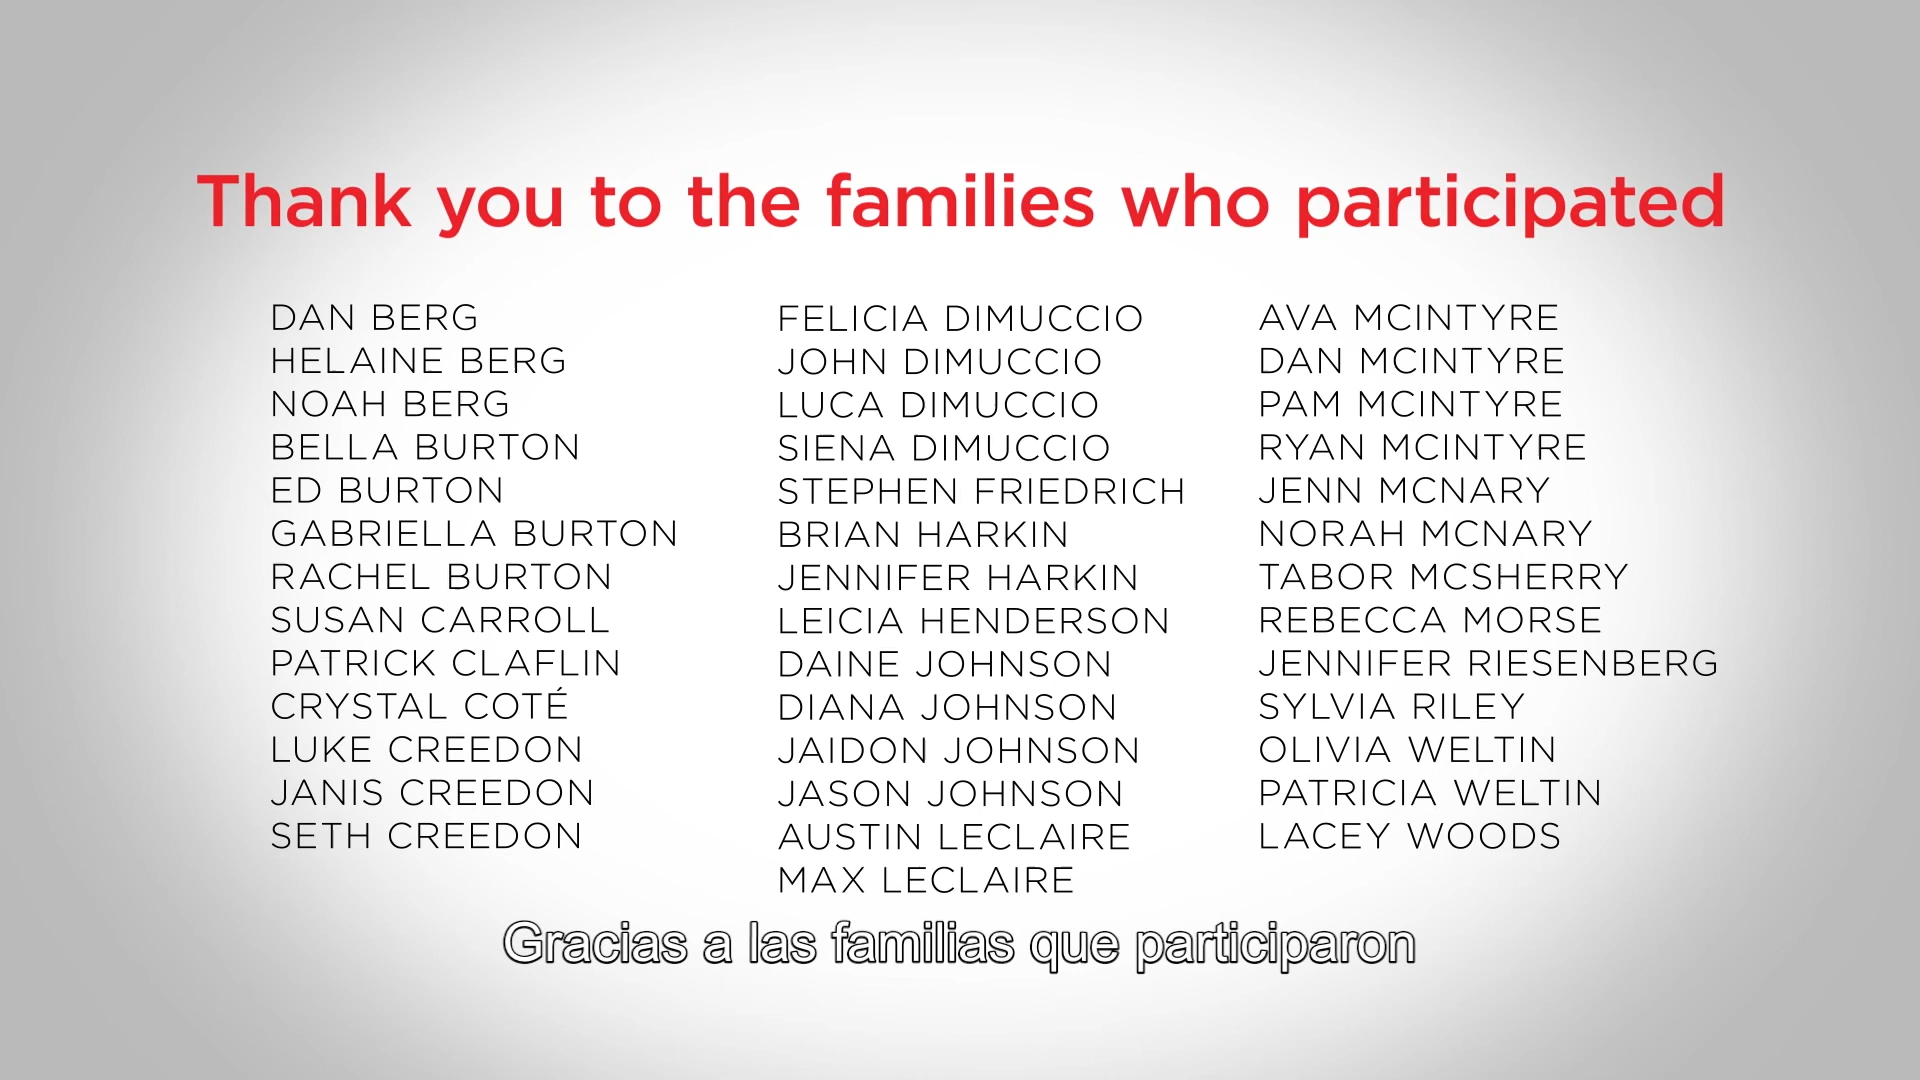 Thank you to the families who participated
DAN BERG
HELAINE BERG
NOAH BERG
BELLA BURTON
ED BURTON
GABRIELLA BURTON
RACHEL BURTON
SUSAN CARROLL
PATRICK CLAFLIN
CRYSTAL COTÉ
LUKE CREEDON
JANIS CREEDON
SETH CREEDON
FELICIA DIMUCCIO
JOHN DIMUCCIO
LUCA DIMUCCIO
SIENA DIMUCCIO
STEPHEN FRIEDRICH
BRIAN HARKIN
JENNIFER HARKIN
LEICIA HENDERSON
DAINE JOHNSON
DIANA JOHNSON
JAIDON JOHNSON
JASON JOHNSON
AUSTIN LECLAIRE
MAX LECLAIRE
AVA MCINTYRE
DAN MCINTYRE
PAM MCINTYRE
RYAN MCINTYRE
JENN MCNARY
NORAH MCNARY
TABOR MCSHERRY
REBECCA MORSE
JENNIFER RIESENBERG
SYLVIA RILEY
OLIVIA WELTIN
PATRICIA WELTIN
LACEY WOODS
Gracias a las familias que participaron